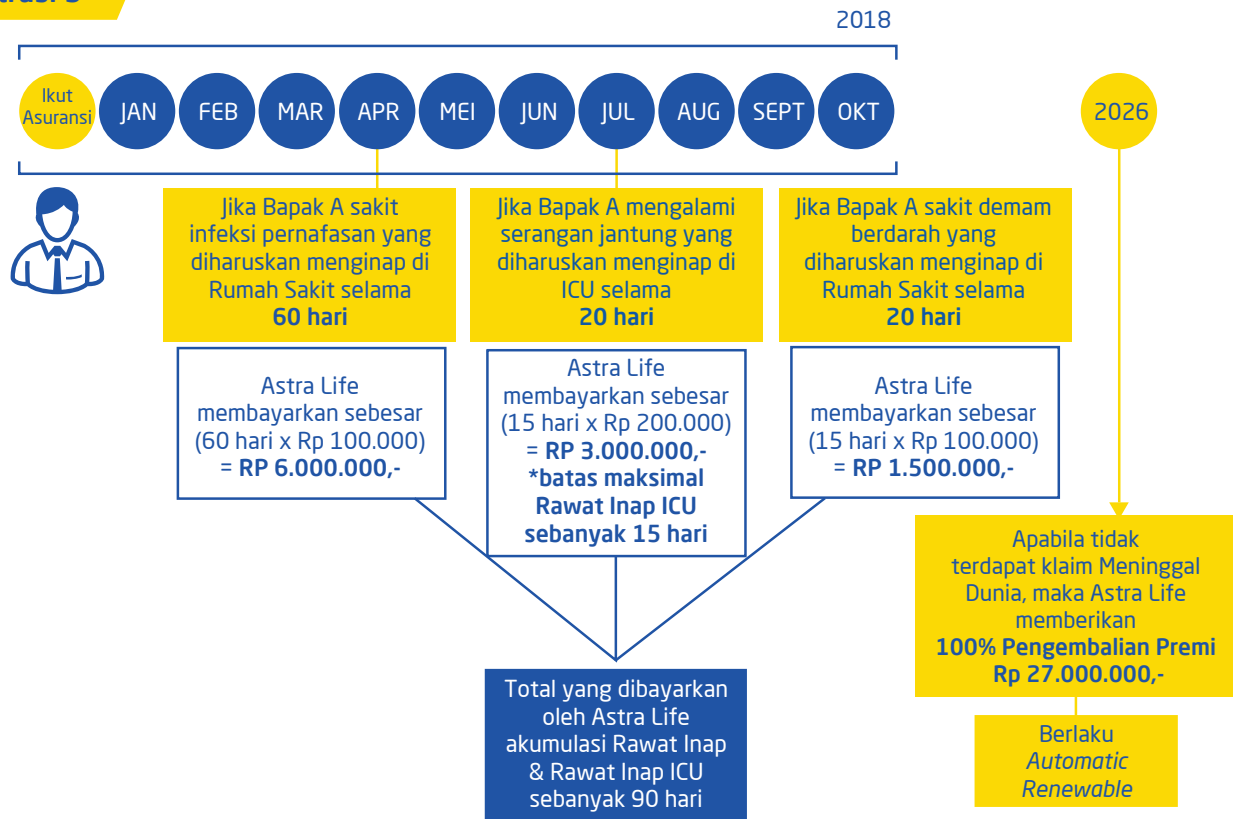 2018
Ikut
Asuransi
JAN
FEB
MAR
APR
MEI
JUN
JUL
AUG
SEPT
OKT
2026
Jika Bapak A sakit
infeksi pernafasan yang
diharuskan menginap di
Rumah Sakit selama
60 hari
Jika Bapak A mengalami
serangan jantung yang
diharuskan menginap di
ICU selama
20 hari
Jika Bapak A sakit demam
berdarah yang
diharuskan menginap di
Rumah Sakit selama
20 hari
Astra Life
membayarkan sebesar
(60 hari x Rp 100.000)
= RP 6.000.000,-
Astra Life
membayarkan sebesar
(15 hari x Rp 200.000)
= RP 3.000.000,-
*batas maksimal
Rawat Inap ICU
sebanyak 15 hari
Astra Life
membayarkan sebesar
(15 hari x Rp 100.000)
= RP 1.500.000,-
Apabila tidak
terdapat klaim Meninggal
Dunia, maka Astra Life
memberikan
100% Pengembalian Premi
Rp 27.000.000,-
Total yang dibayarkan
oleh Astra Life
akumulasi Rawat Inap
& Rawat Inap ICU
sebanyak 90 hari
Berlaku
Automatic
Renewable